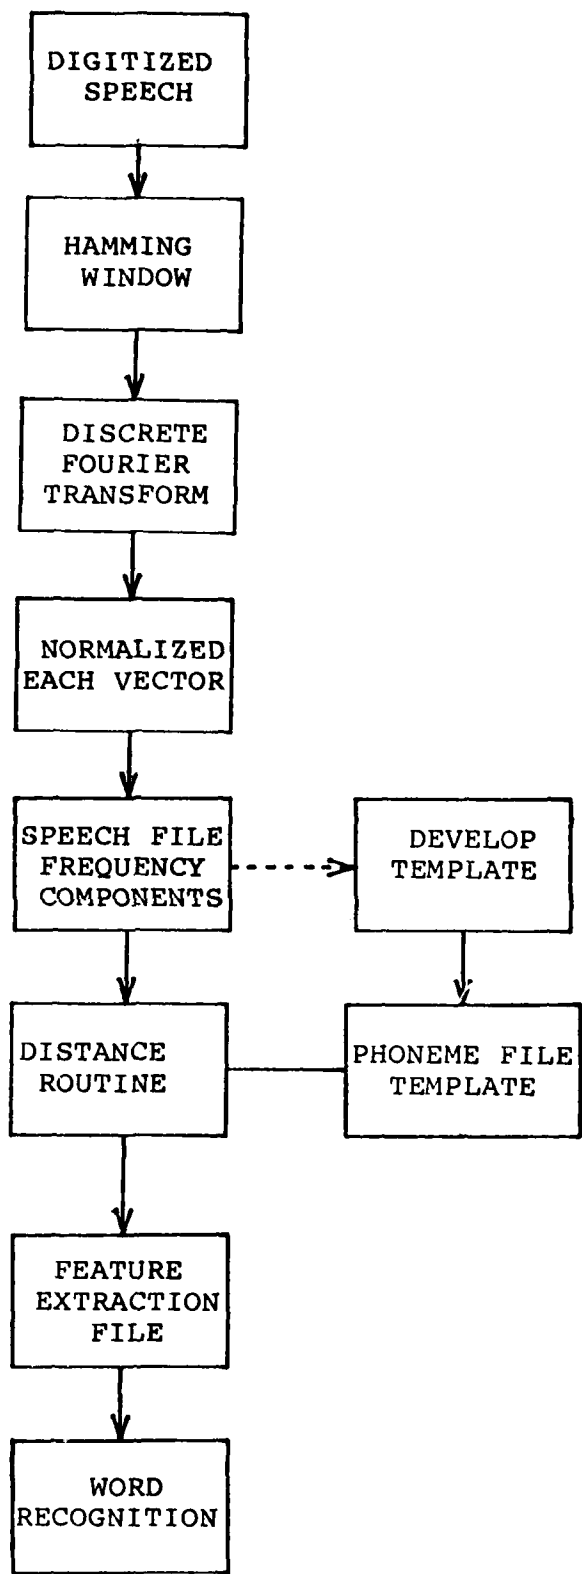 DIGITIZED
SPEECH
HAMMING
WINDOW
DISCRETE
FOURIER
TRANSFORM
NORMALIZED
EACH VECTOR
SPEECH FILE
FREQUENCY
COMPONENTS
DEVELOP
TEMPLATE
DISTANCE
ROUTINE
PHONEME FILE
TEMPLATE
FEATURE
EXTRACTION
FILE
WORD
RECOGNITION